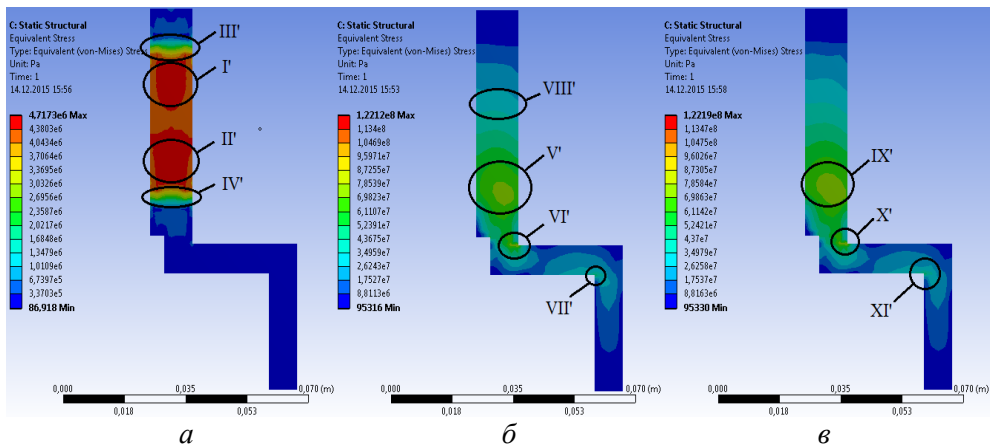 C: Static Structural
Equivalent Stress
Type: Equivalent (von-Mises) Stress
Unit: Pa
Time: 1
14.12.2015 15:56
4,7173e6 Max
4,3803e6
4,0434e6
3,7064e6
3,3695e6
3,0326e6
2,6956e6
2,3587e6
2,0217e6
1,6848e6
1,3479e6
1,0109e6
6,7397e5
3,3703e5
86,918 Min
III'
I'
II'
IV'
0,000
0,035
0,070 (m)
0,018
0,053
а
C: Static Structural
Equivalent Stress
Type: Equivalent (von-Mises) Stress
Unit: Pa
Time: 1
14.12.2015 15:53
1,2212e8 Max
1,134e8
1,0469e8
9,5971e7
8,7255e7
7,8539e7
6,9823e7
6,1107e7
5,2391e7
4,3675e7
3,4959e7
2,6243e7
1,7527e7
8,8113e6
95316 Min
VIII'
V'
VI'
VII'
0,000
0,035
0,070 (m)
0,018
0,053
б
C: Static Structural
Equivalent Stress
Type: Equivalent (von-Mises) Stress
Unit: Pa
Time: 1
14.12.2015 15:58
1,2219e8 Max
1,1347e8
1,0475e8
9,6026e7
8,7305e7
7,8584e7
6,9863e7
6,1142e7
5,2421e7
4,37e7
3,4979e7
2,6258e7
1,7537e7
8,8163e6
95330 Min
IX'
X'
XI'
0,000
0,035
0,070 (m)
0,018
0,053
в